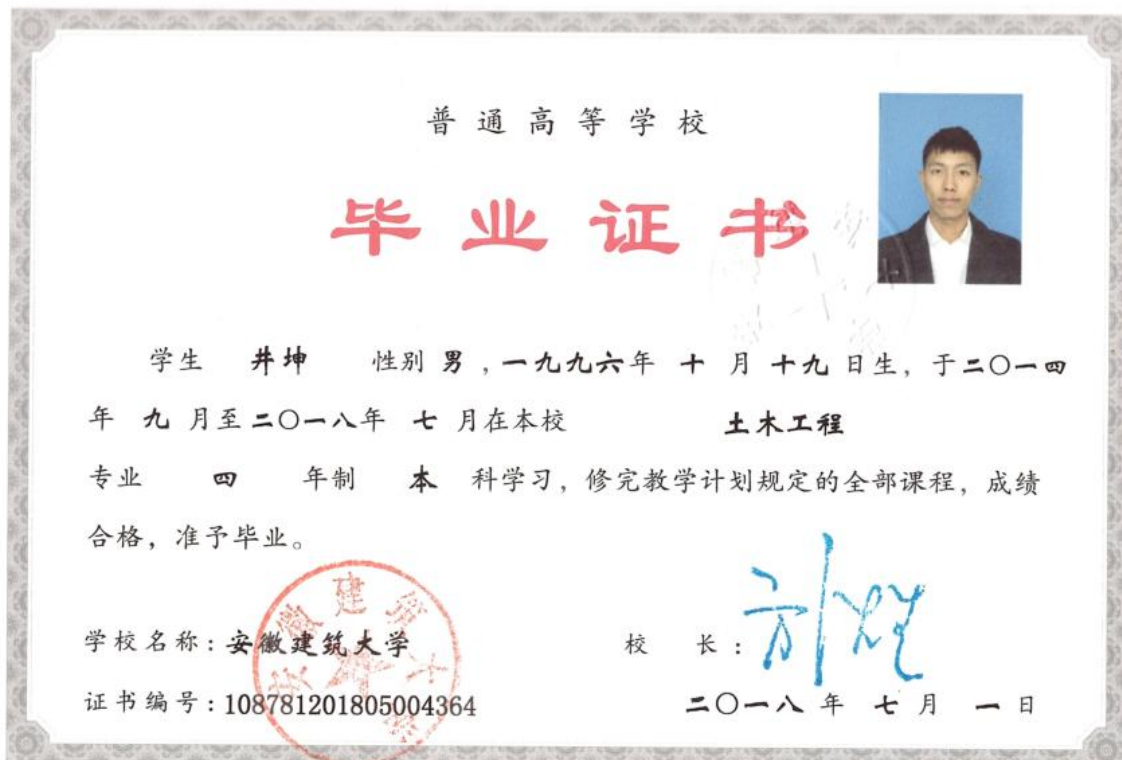 普通高等学校
毕业证书
学生 井坤 性别 男，一九九六年 十 月 十九 日生，于二〇一四
年 九 月至二〇一八年 七 月在本校 土木工程
专业 四 年制 本 科学习，修完教学计划规定的全部课程，成绩
合格，准予毕业。
学校名称：安徽建筑大学
校 长：
证书编号：108781201805004364
二〇一八 年 七 月 一 日